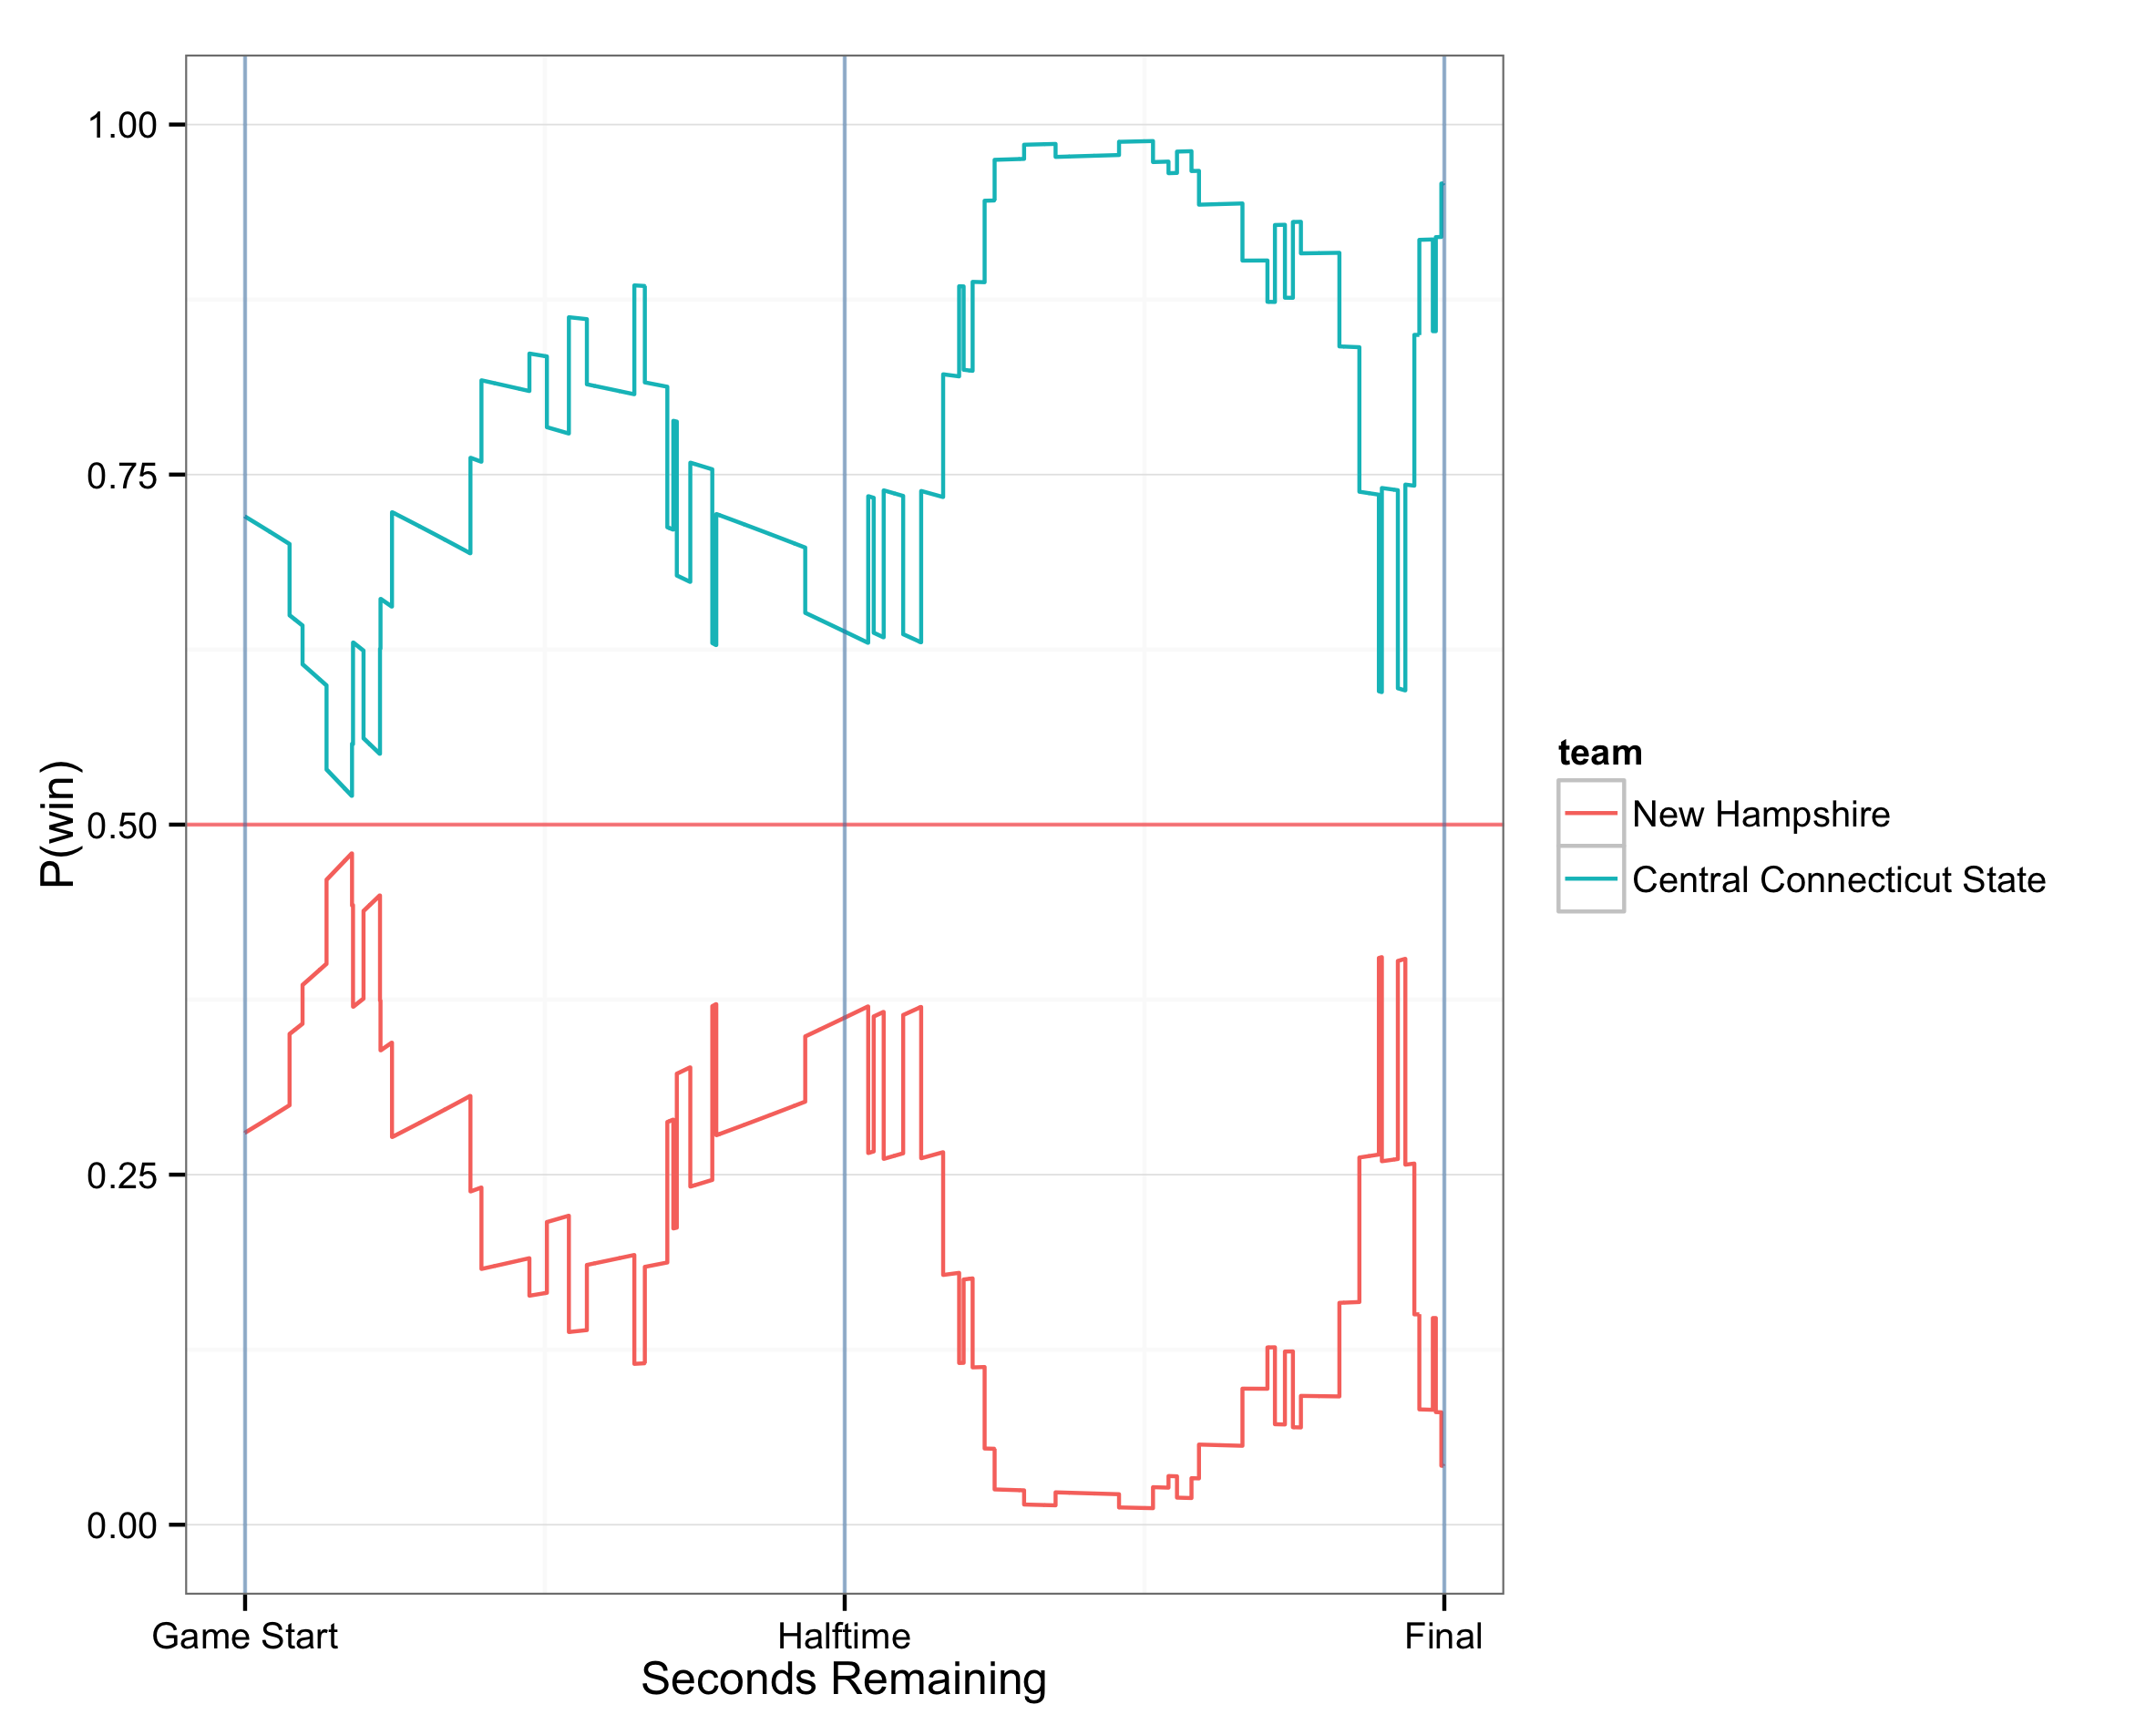 1.00
0.75
0.50
0.25
0.00
P(win)
Game Start
Halftime
Final
Seconds Remaining
team
New Hampshire
Central Connecticut State